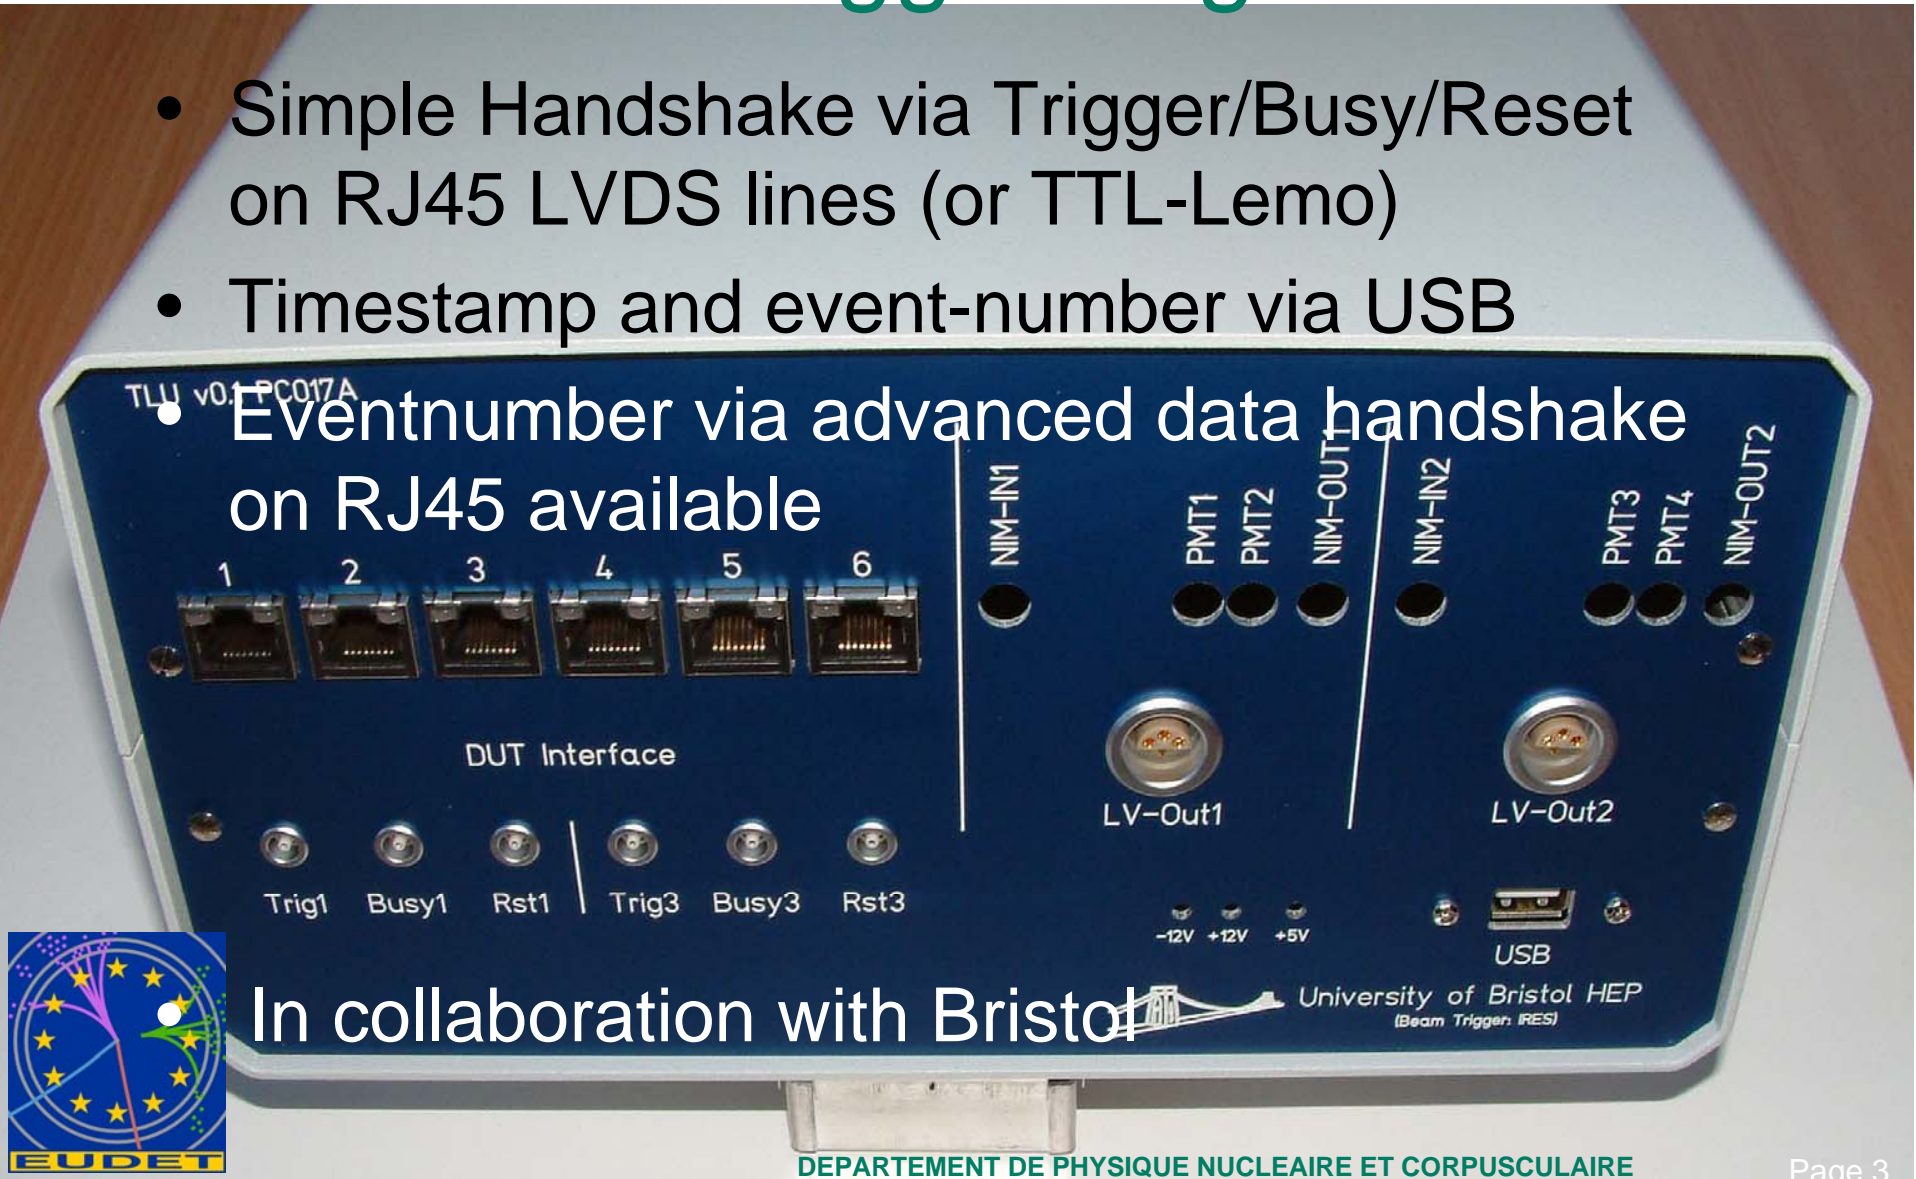 • Simple Handshake via Trigger/Busy/Reset
on RJ45 LVDS lines (or TTL-Lemo)
• Timestamp and event-number via USB
TLU v0.1 PC017A
• Eventnumber via advanced data handshake
on RJ45 available
NIM-IN1
PMT1
PMT2
NIM-OUT1
NIM-IN2
PMT3
PMT4
NIM-OUT2
1 2 3 4 5 6
DUT Interface
LV-Out1
LV-Out2
Trig1 Busy1 Rst1 Trig3 Busy3 Rst3
-12V +12V +5V
USB
• In collaboration with Bristol
University of Bristol HEP
(Beam Trigger: IRES)
EUDET
DEPARTEMENT DE PHYSIQUE NUCLEAIRE ET CORPUSCULAIRE
Page 3